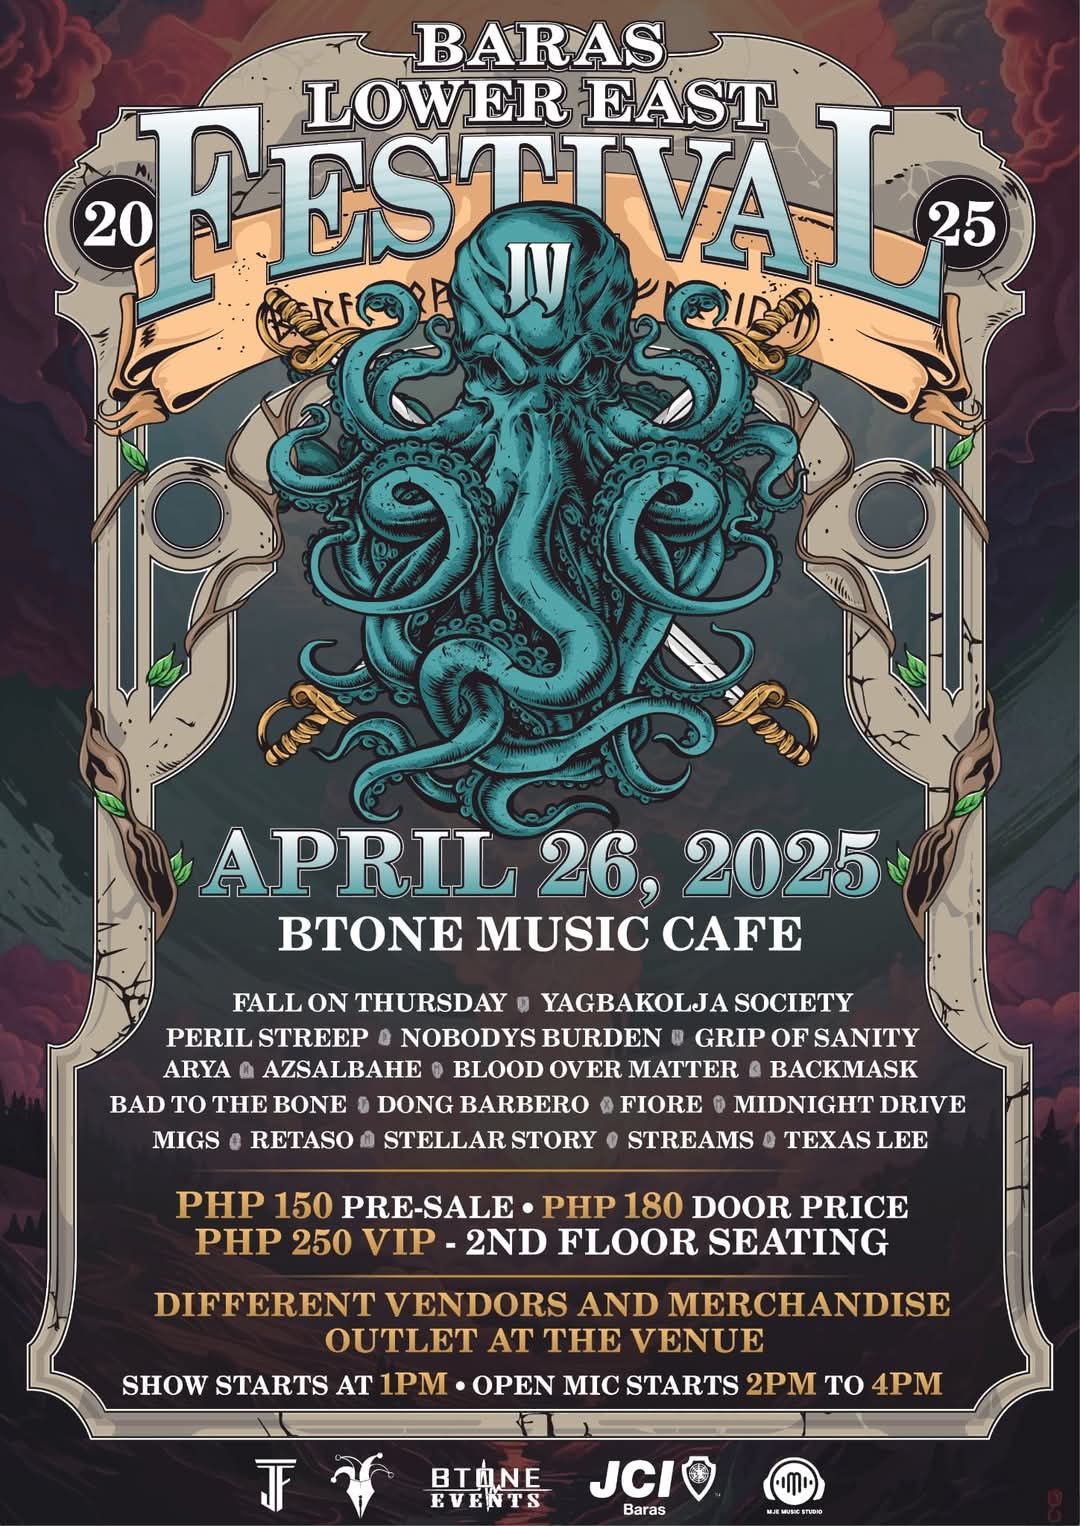 BARAS
LOWER EAST
FESTIVAL
20
25
IV
APRIL 26, 2025
BTONE MUSIC CAFE
FALL ON THURSDAY YAGBAKOLJA SOCIETY
PERIL STREEP NOBODYS BURDEN GRIP OF SANITY
ARYA AZSALBAHE BLOOD OVER MATTER BACKMASK
BAD TO THE BONE DONG BARBERO FIORE MIDNIGHT DRIVE
MIGS RETASO STELLAR STORY STREAMS TEXAS LEE
PHP 150 PRE-SALE • PHP 180 DOOR PRICE
PHP 250 VIP - 2ND FLOOR SEATING
DIFFERENT VENDORS AND MERCHANDISE
OUTLET AT THE VENUE
SHOW STARTS AT 1PM • OPEN MIC STARTS 2PM TO 4PM
BTONE
EVENTS
JCI
Baras
MJE MUSIC STUDIO